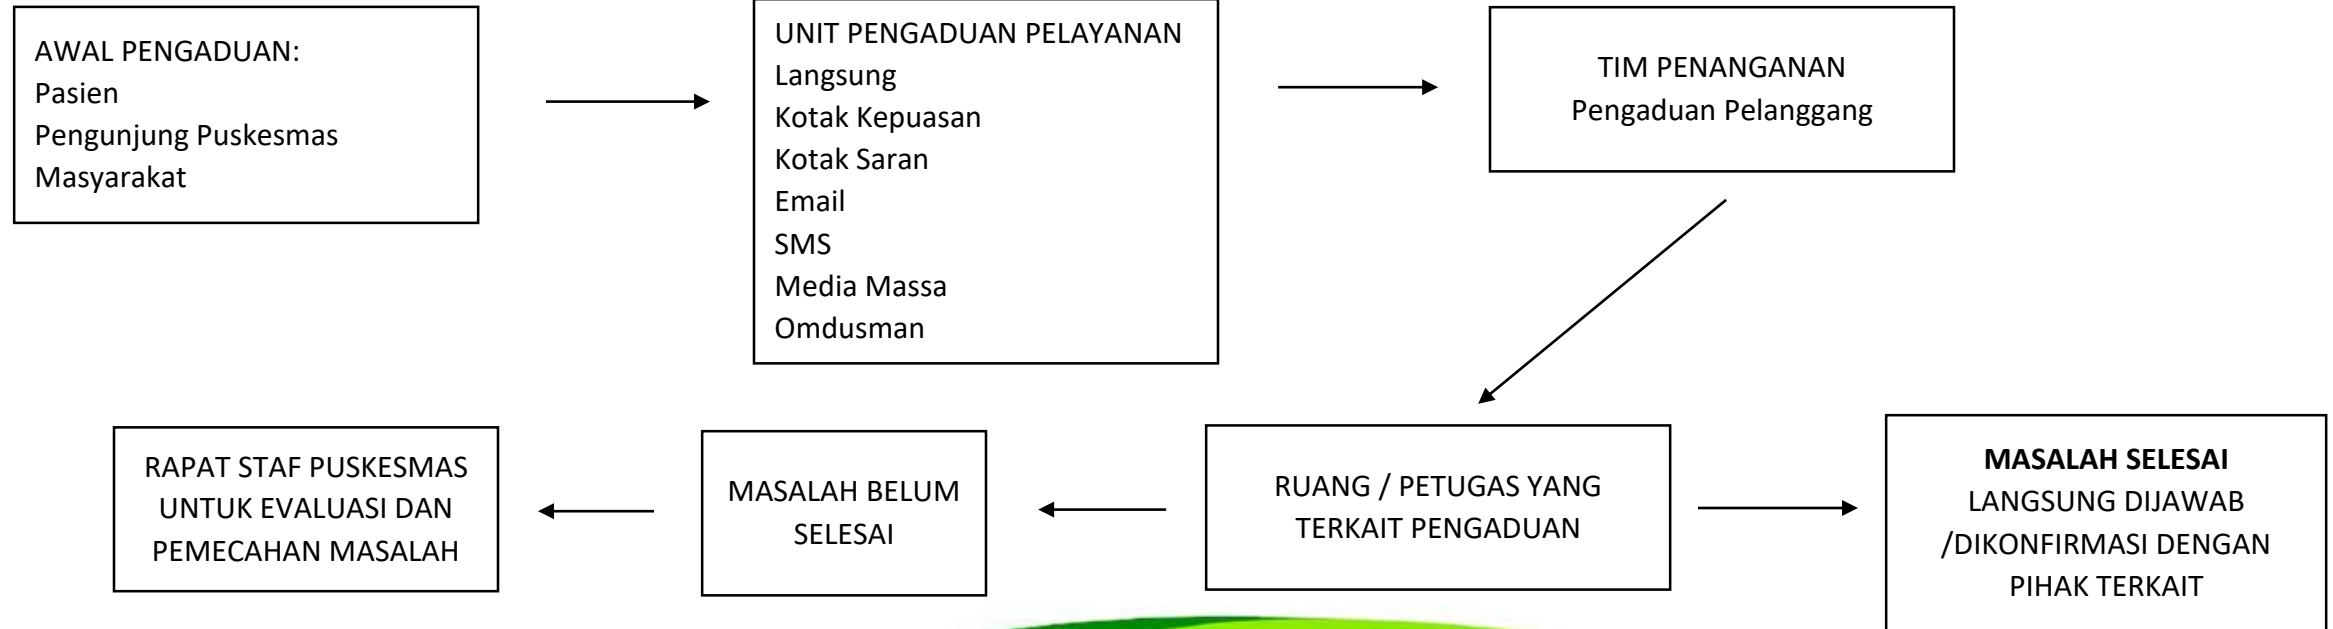 AWAL PENGADUAN:
Pasien
Pengunjung Puskesmas
Masyarakat
UNIT PENGADUAN PELAYANAN
Langsung
Kotak Kepuasan
Kotak Saran
Email
SMS
Media Massa
Omdusman
TIM PENANGANAN
Pengaduan Pelanggang
RAPAT STAF PUSKESMAS
UNTUK EVALUASI DAN
PEMECAHAN MASALAH
MASALAH BELUM
SELESAI
RUANG / PETUGAS YANG
TERKAIT PENGADUAN
MASALAH SELESAI
LANGSUNG DIJAWAB
/DIKONFIRMASI DENGAN
PIHAK TERKAIT